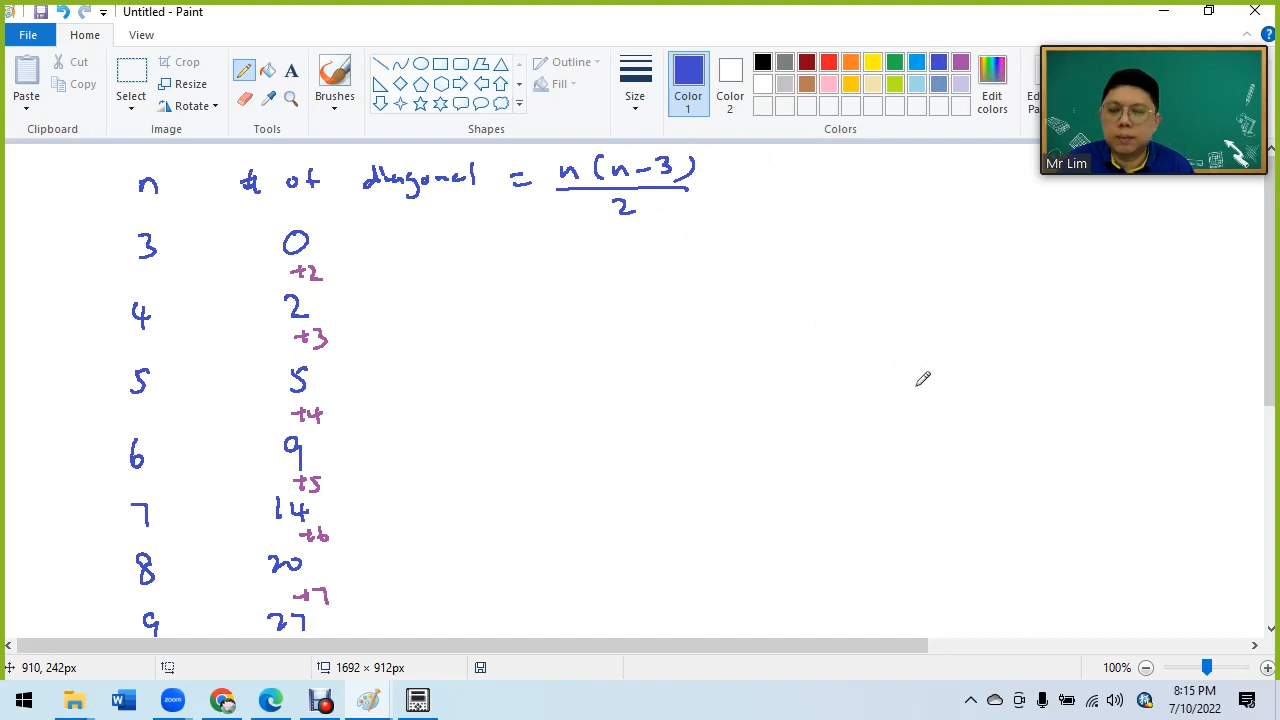 Untitled - Paint
File Home View
Cut Crop Outline
Copy Resize Fill
Paste Select Rotate Brushes Size Color 1 Color 2 Edit colors Ed
Clipboard Image Tools Shapes Colors
Mr Lim
n # of diagonal = n(n-3)
2
3 0
+2
4 2
+3
5 5
+4
6 9
+5
7 14
+6
8 20
+7
9 27
910, 242px 1692 × 912px 100%
zoom
8:15 PM
7/10/2022